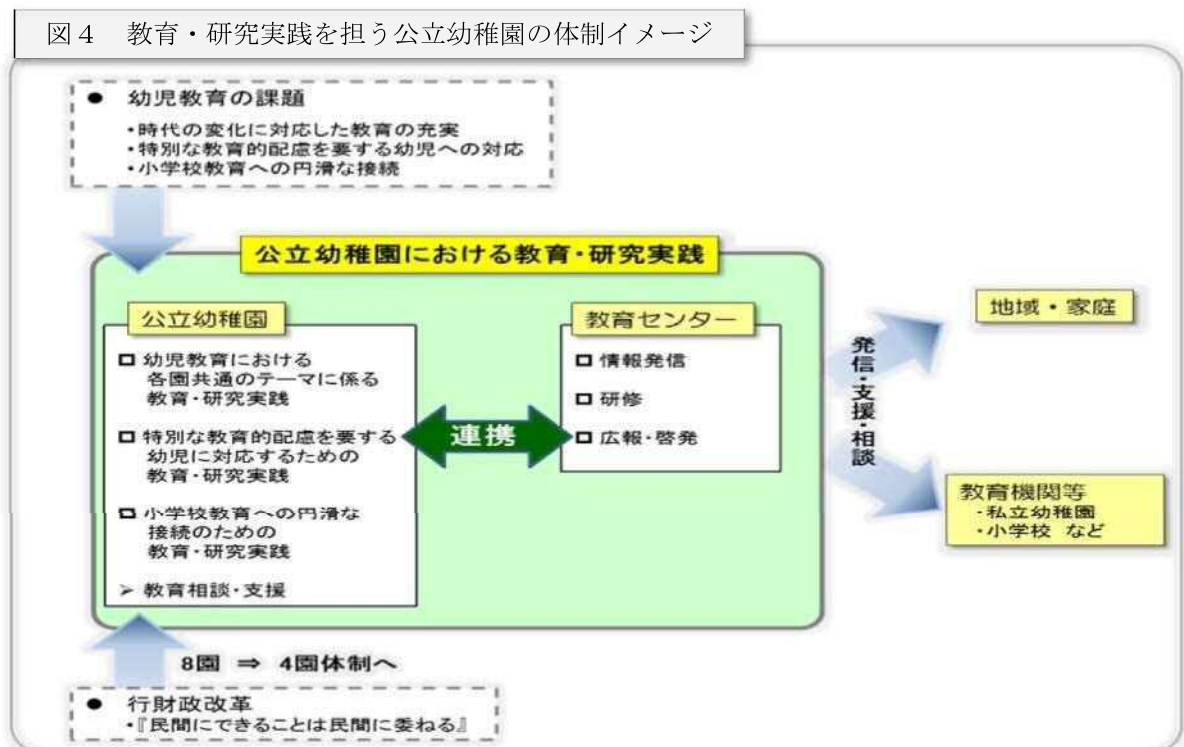 図４　教育・研究実践を担う公立幼稚園の体制イメージ
● 幼児教育の課題
・時代の変化に対応した教育の充実
・特別な教育的配慮を要する幼児への対応
・小学校教育への円滑な接続
公立幼稚園における教育・研究実践
公立幼稚園
□ 幼児教育における
各園共通のテーマに係る
教育・研究実践
□ 特別な教育的配慮を要する
幼児に対応するための
教育・研究実践
□ 小学校教育への円滑な
接続のための
教育・研究実践
➢ 教育相談・支援
連携
教育センター
□ 情報発信
□ 研修
□ 広報・啓発
発信・支援・相談
地域・家庭
教育機関等
・私立幼稚園
・小学校 など
8園 ⇒ 4園体制へ
● 行財政改革
・『民間にできることは民間に委ねる』